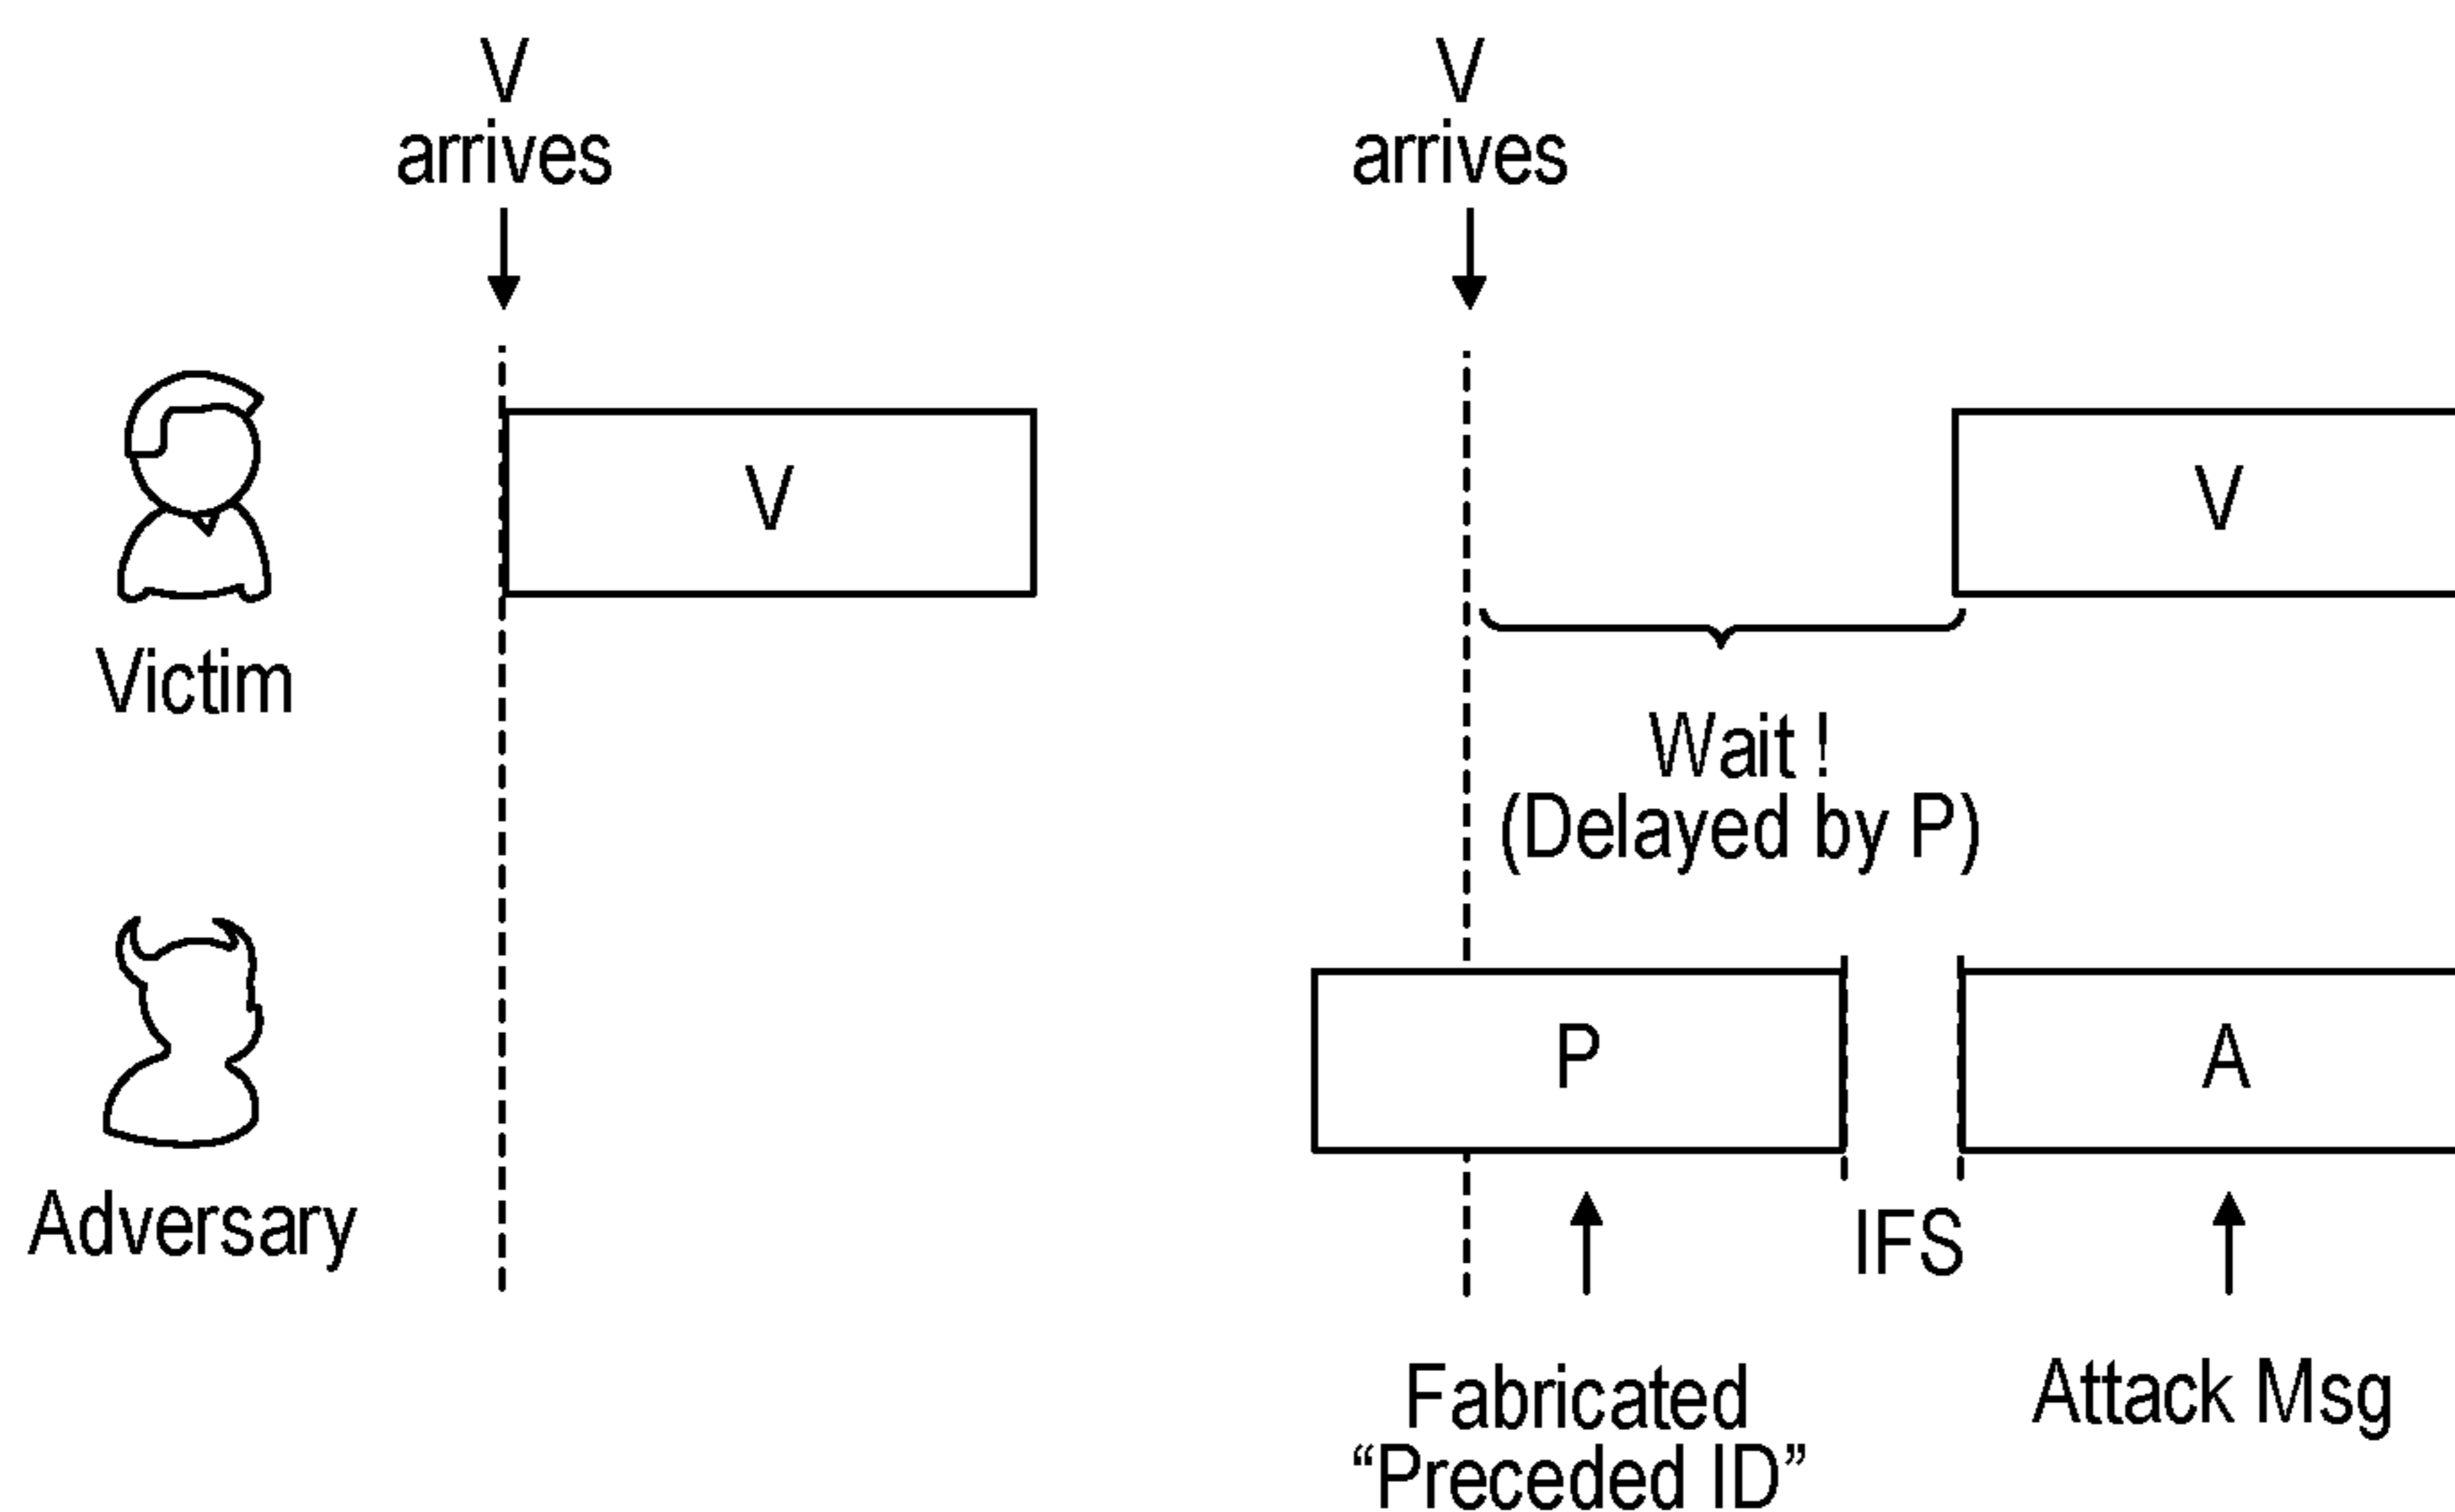 V
arrives
V
arrives
V
V
Victim
Wait !
(Delayed by P)
P
A
Adversary
IFS
Fabricated
“Preceded ID”
Attack Msg